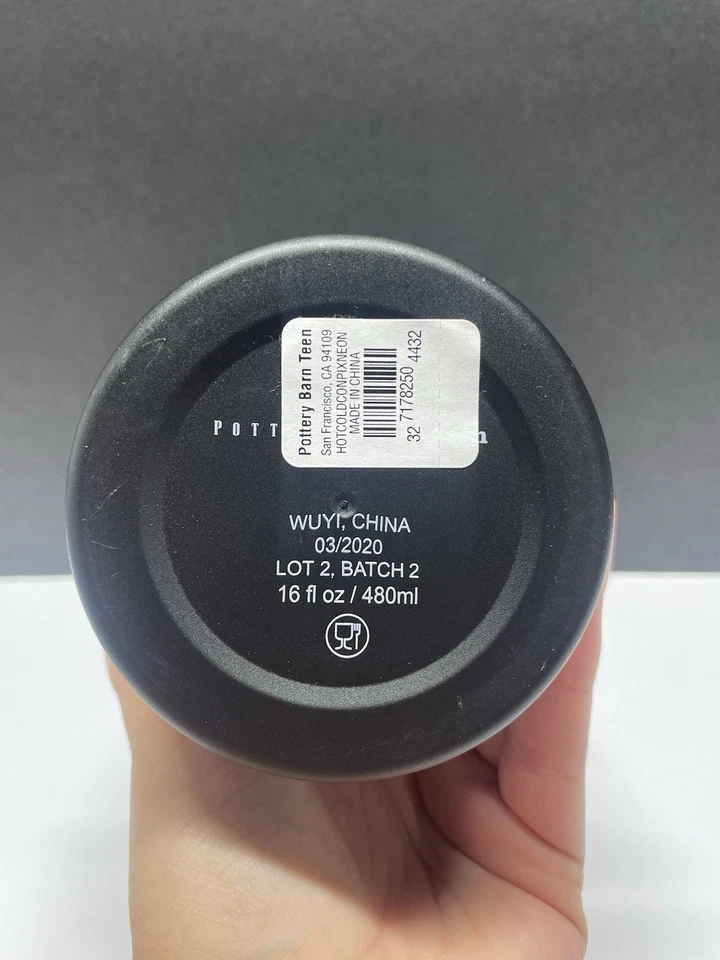 Pottery Barn Teen
San Francisco, CA 94109
HOTCOLDCONPIXNEON
MADE IN CHINA
32 7178250 4432
POTT n
WUYI, CHINA
03/2020
LOT 2, BATCH 2
16 fl oz / 480ml